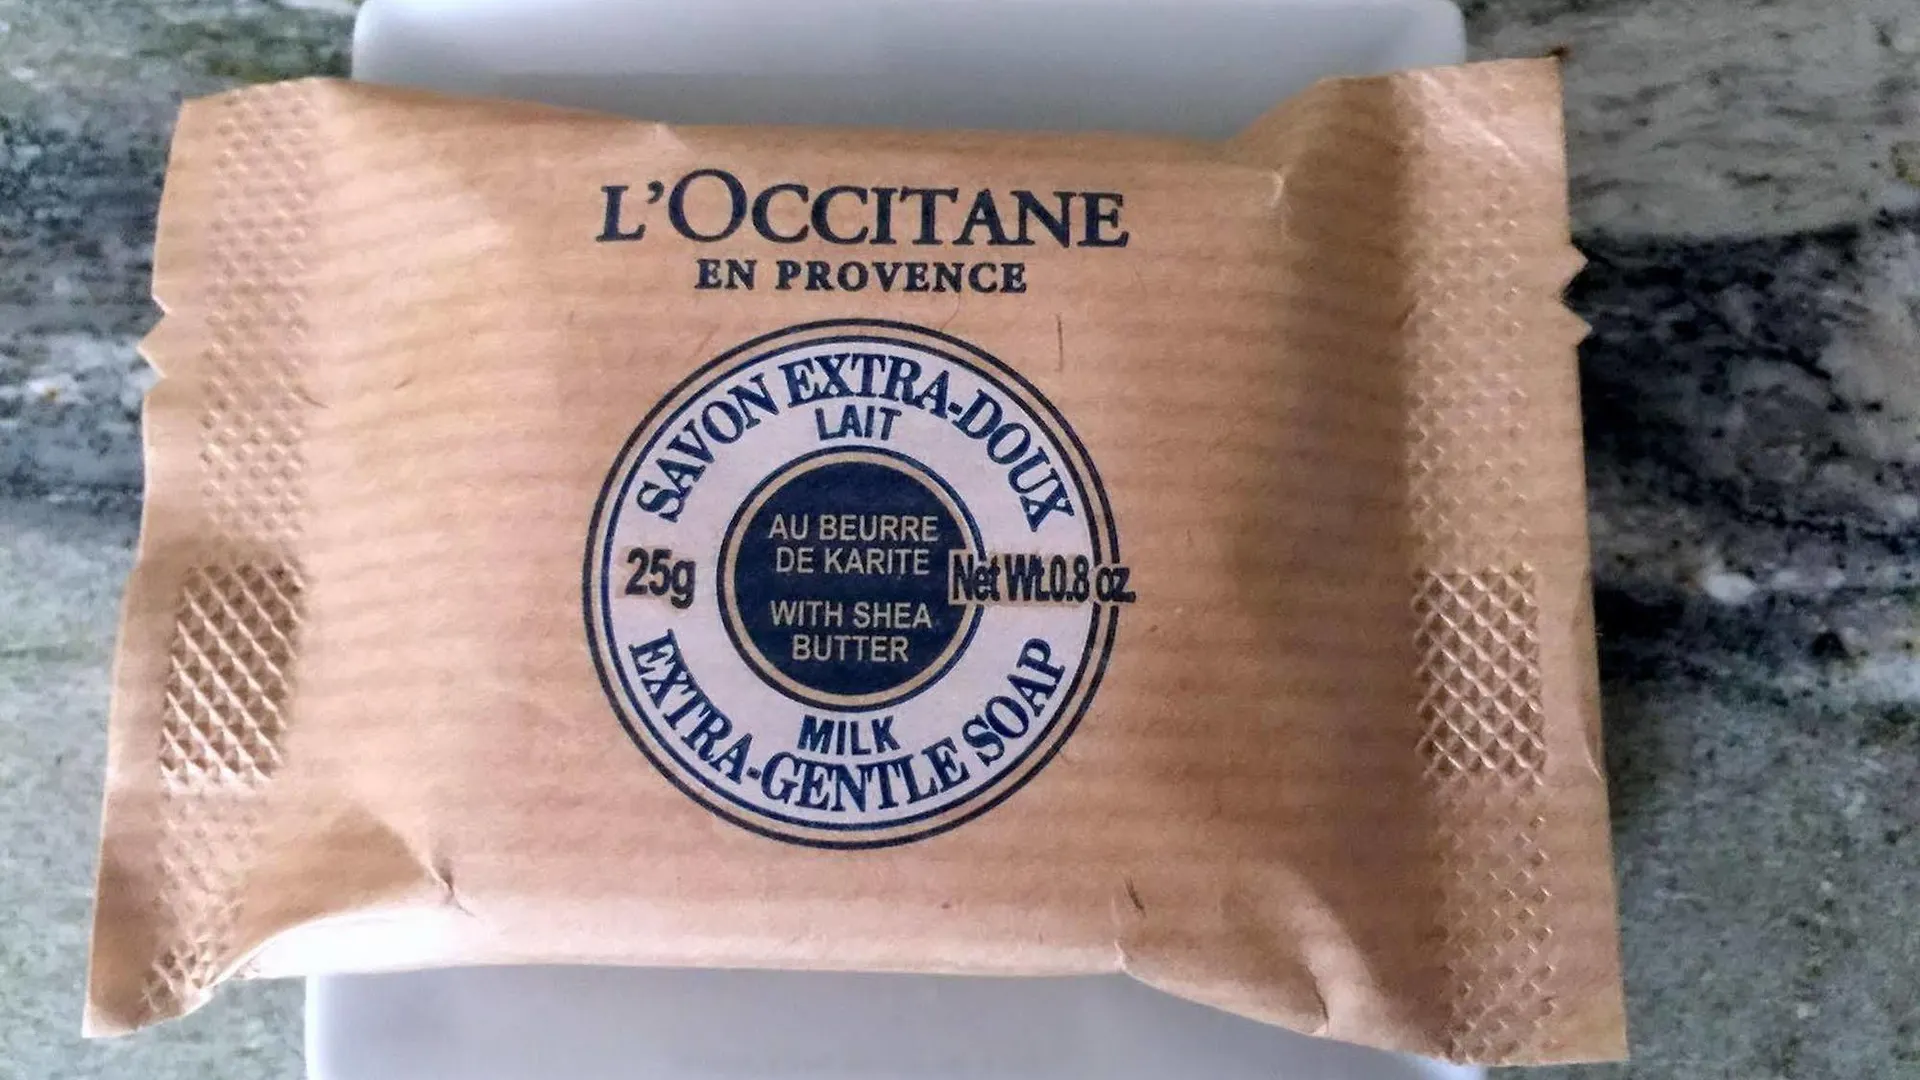 L'OCCITANE
EN PROVENCE
SAVON EXTRA-DOUX
LAIT
AU BEURRE
DE KARITE
25g
Net Wt.0.8 oz.
WITH SHEA
BUTTER
MILK
EXTRA-GENTLE SOAP